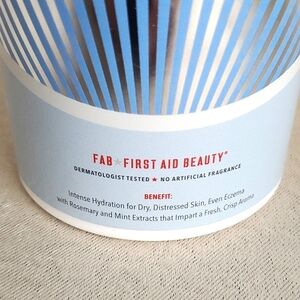 FAB★FIRST AID BEAUTY®
DERMATOLOGIST TESTED ★ NO ARTIFICIAL FRAGRANCE
BENEFIT:
Intense Hydration for Dry, Distressed Skin, Even Eczema
with Rosemary and Mint Extracts that Impart a Fresh, Crisp Aroma